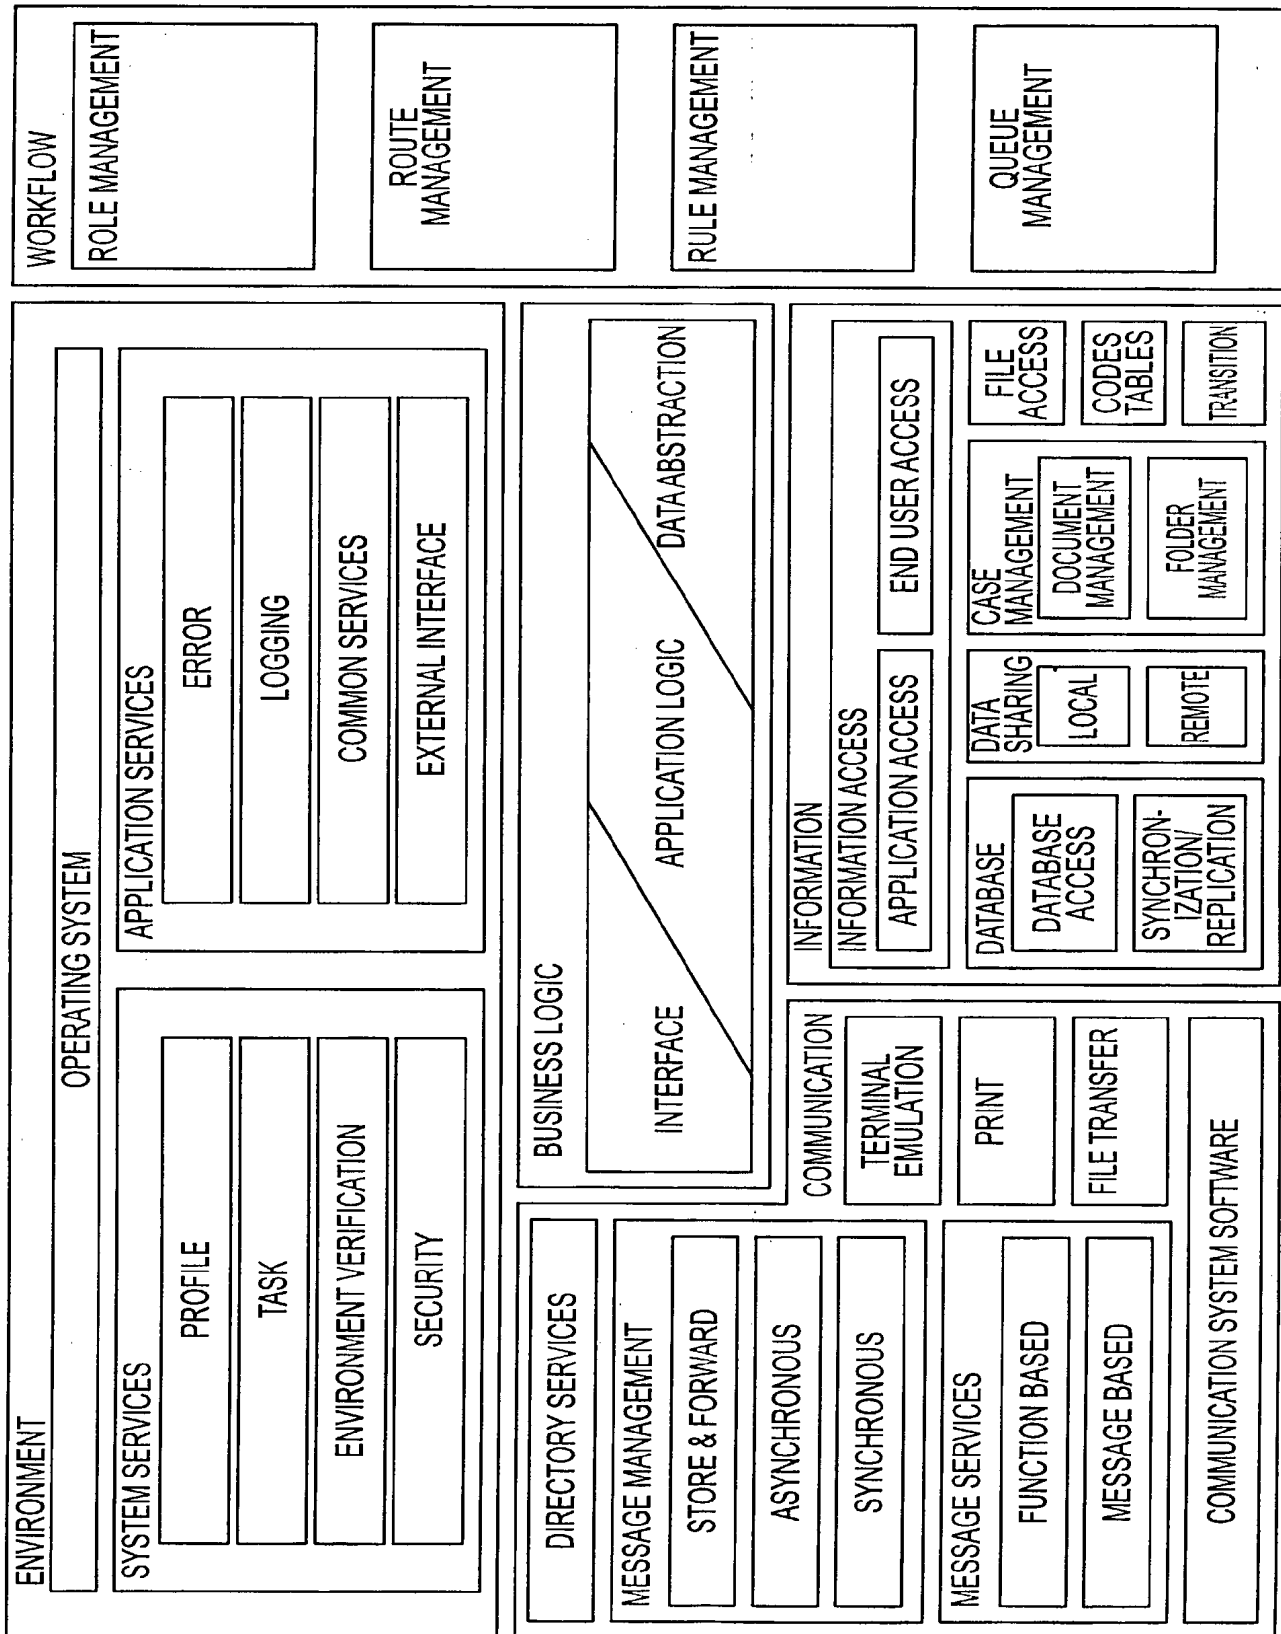 ENVIRONMENT
OPERATING SYSTEM
SYSTEM SERVICES
PROFILE
TASK
ENVIRONMENT VERIFICATION
SECURITY
APPLICATION SERVICES
ERROR
LOGGING
COMMON SERVICES
EXTERNAL INTERFACE
WORKFLOW
ROLE MANAGEMENT
ROUTE
MANAGEMENT
RULE MANAGEMENT
QUEUE
MANAGEMENT
BUSINESS LOGIC
INTERFACE
APPLICATION LOGIC
DATA ABSTRACTION
DIRECTORY SERVICES
MESSAGE MANAGEMENT
STORE & FORWARD
ASYNCHRONOUS
SYNCHRONOUS
MESSAGE SERVICES
FUNCTION BASED
MESSAGE BASED
COMMUNICATION
TERMINAL
EMULATION
PRINT
FILE TRANSFER
COMMUNICATION SYSTEM SOFTWARE
INFORMATION
INFORMATION ACCESS
APPLICATION ACCESS
END USER ACCESS
DATABASE
DATABASE
ACCESS
SYNCHRON-
IZATION/
REPLICATION
DATA
SHARING
LOCAL
REMOTE
CASE
MANAGEMENT
DOCUMENT
MANAGEMENT
FOLDER
MANAGEMENT
FILE
ACCESS
CODES
TABLES
TRANSITION